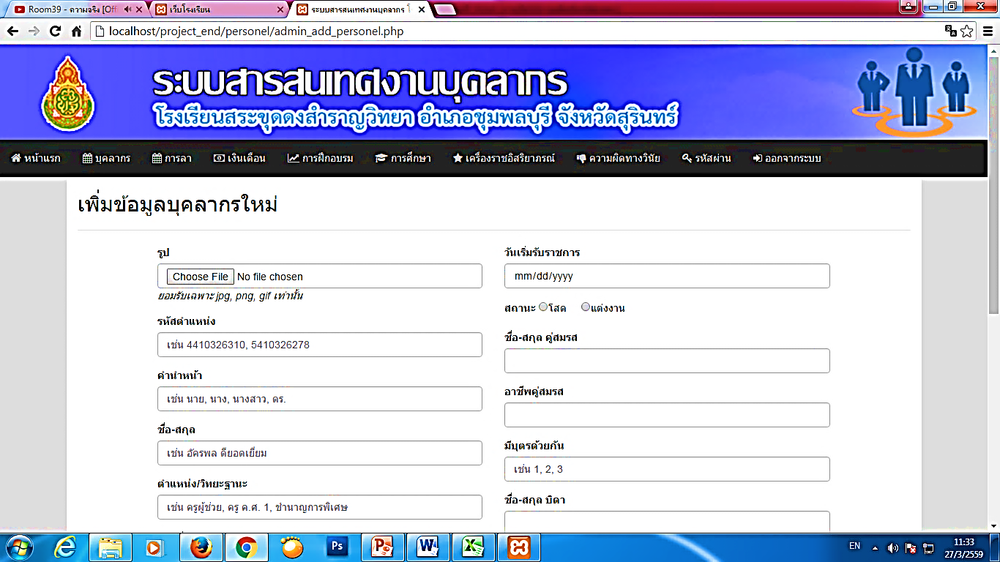 Room39 - ความจริง [Off
เว็บโรงเรียน
ระบบสารสนเทศงานบุคลากร โ
localhost/project_end/personel/admin_add_personel.php
ระบบสารสนเทศงานบุคลากร
โรงเรียนสระขุดดงสำราญวิทยา อำเภอชุมพลบุรี จังหวัดสุรินทร์
หน้าแรก บุคลากร การลา เงินเดือน การฝึกอบรม การศึกษา เครื่องราชอิสริยาภรณ์ ความผิดทางวินัย รหัสผ่าน ออกจากระบบ
เพิ่มข้อมูลบุคลากรใหม่
รูป
Choose File No file chosen
ยอมรับเฉพาะ jpg, png, gif เท่านั้น
รหัสตำแหน่ง
เช่น 4410326310, 5410326278
คำนำหน้า
เช่น นาย, นาง, นางสาว, ดร.
ชื่อ-สกุล
เช่น อัครพล ดียอดเยี่ยม
ตำแหน่ง/วิทยะฐานะ
เช่น ครูผู้ช่วย, ครู ค.ศ. 1, ชำนาญการพิเศษ
วันเริ่มรับราชการ
mm/dd/yyyy
สถานะ โสด แต่งงาน
ชื่อ-สกุล คู่สมรส
อาชีพคู่สมรส
มีบุตรด้วยกัน
เช่น 1, 2, 3
ชื่อ-สกุล บิดา
Ps
EN
11:33
27/3/2559